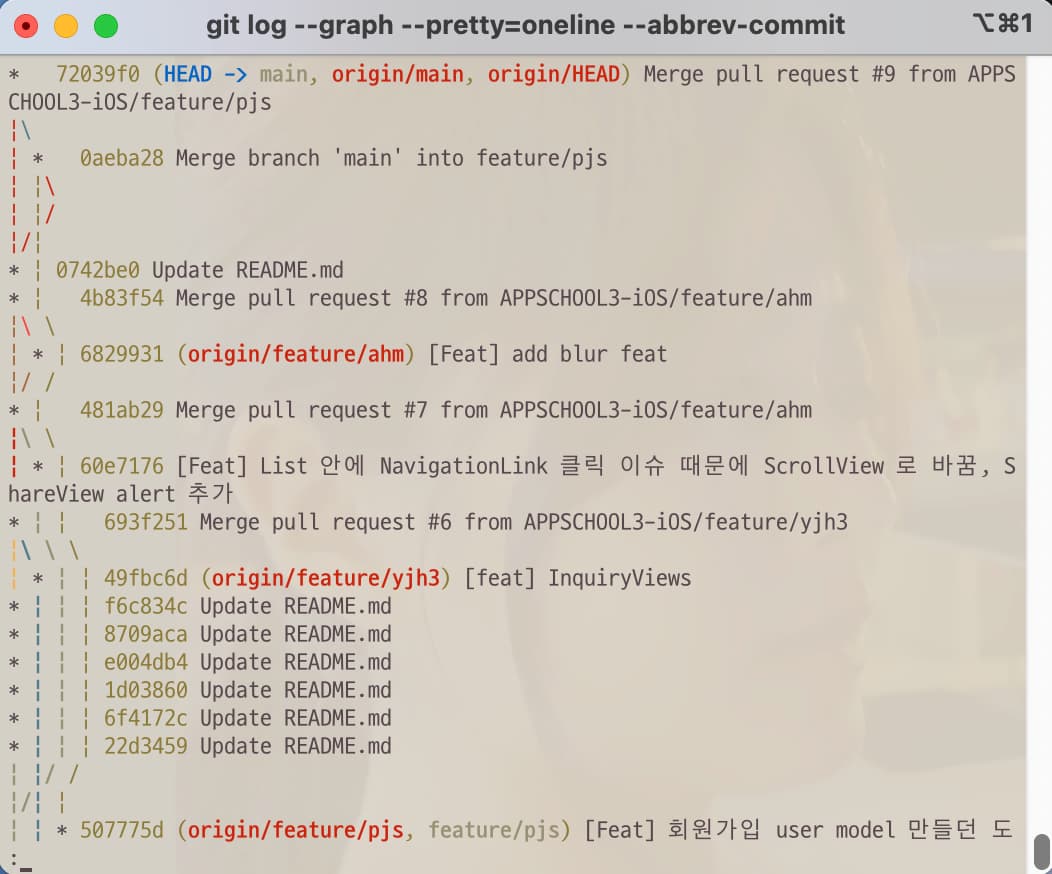 git log --graph --pretty=oneline --abbrev-commit ⌥⌘1
*   72039f0 (HEAD -> main, origin/main, origin/HEAD) Merge pull request #9 from APPS
CHOOL3-iOS/feature/pjs
|\
| *   0aeba28 Merge branch 'main' into feature/pjs
| |\
| |/
|/|
* | 0742be0 Update README.md
* |   4b83f54 Merge pull request #8 from APPSCHOOL3-iOS/feature/ahm
|\ \
| * | 6829931 (origin/feature/ahm) [Feat] add blur feat
|/ /
* |   481ab29 Merge pull request #7 from APPSCHOOL3-iOS/feature/ahm
|\ \
| * | 60e7176 [Feat] List 안에 NavigationLink 클릭 이슈 때문에 ScrollView 로 바꿈, S
hareView alert 추가
* | |   693f251 Merge pull request #6 from APPSCHOOL3-iOS/feature/yjh3
|\ \ \
| * | | 49fbc6d (origin/feature/yjh3) [feat] InquiryViews
* | | | f6c834c Update README.md
* | | | 8709aca Update README.md
* | | | e004db4 Update README.md
* | | | 1d03860 Update README.md
* | | | 6f4172c Update README.md
* | | | 22d3459 Update README.md
| |/ /
|/| |
| | * 507775d (origin/feature/pjs, feature/pjs) [Feat] 회원가입 user model 만들던 도
: